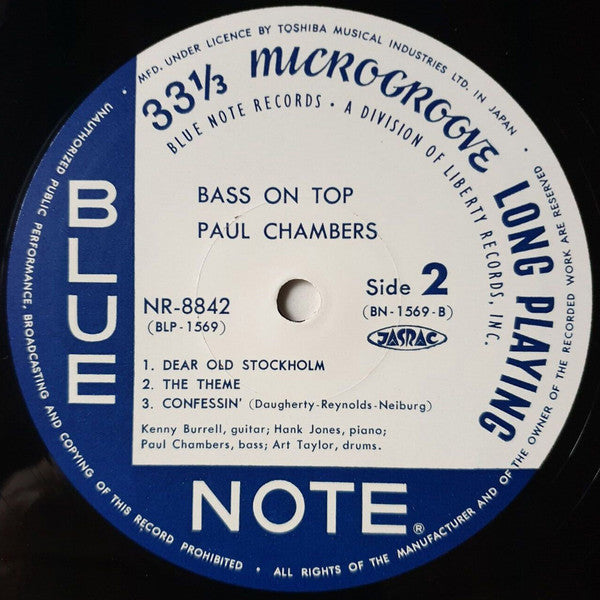 MFD. UNDER LICENCE BY TOSHIBA MUSICAL INDUSTRIES LTD. IN JAPAN •
33⅓ MICROGROOVE LONG PLAYING
BLUE NOTE RECORDS • A DIVISION OF LIBERTY RECORDS, INC.
BASS ON TOP
PAUL CHAMBERS
NR-8842
(BLP-1569)
Side 2
(BN-1569-B)
JASRAC
1. DEAR OLD STOCKHOLM
2. THE THEME
3. CONFESSIN' (Daugherty-Reynolds-Neiburg)
Kenny Burrell, guitar; Hank Jones, piano;
Paul Chambers, bass; Art Taylor, drums.
BLUE
NOTE®
UNAUTHORIZED PUBLIC PERFORMANCE, BROADCASTING AND COPYING OF THIS RECORD PROHIBITED • ALL RIGHTS OF THE MANUFACTURER AND OF THE OWNER OF THE RECORDED WORK ARE RESERVED •